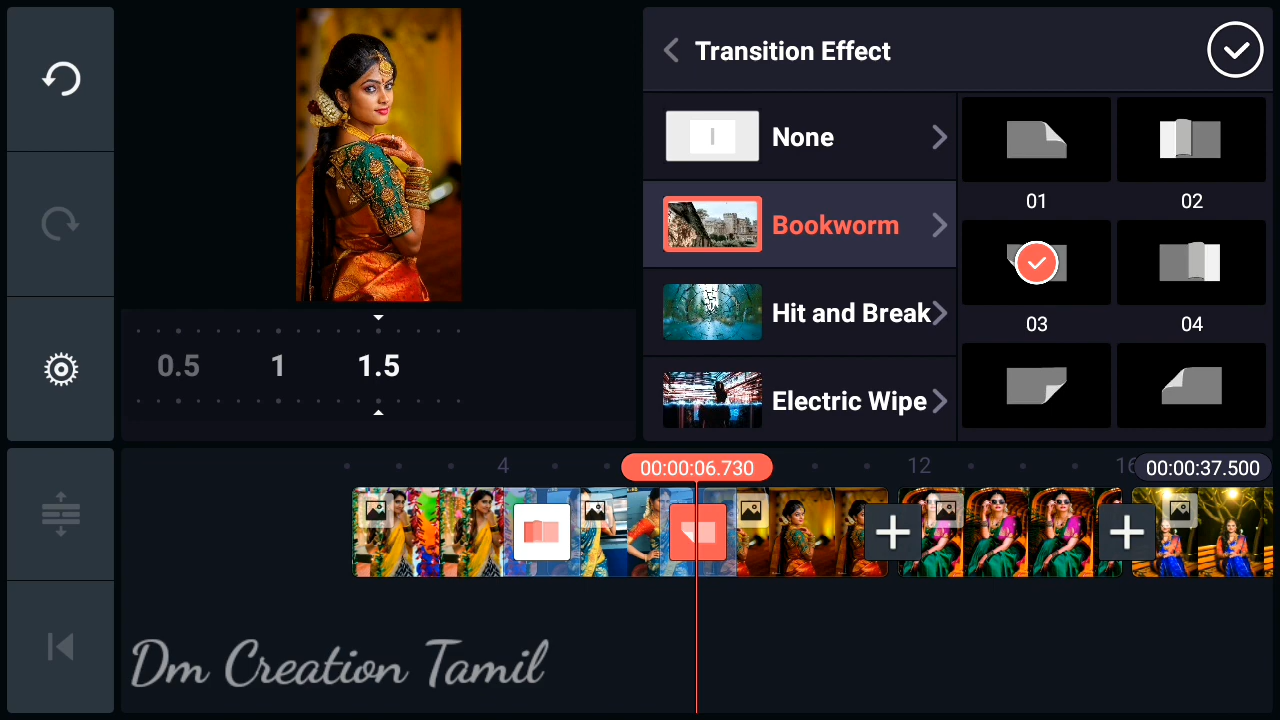 Transition Effect
None
01
02
Bookworm
03
04
Hit and Break
Electric Wipe
0.5 1 1.5
4 12 16
00:00:06.730
00:00:37.500
Dm Creation Tamil